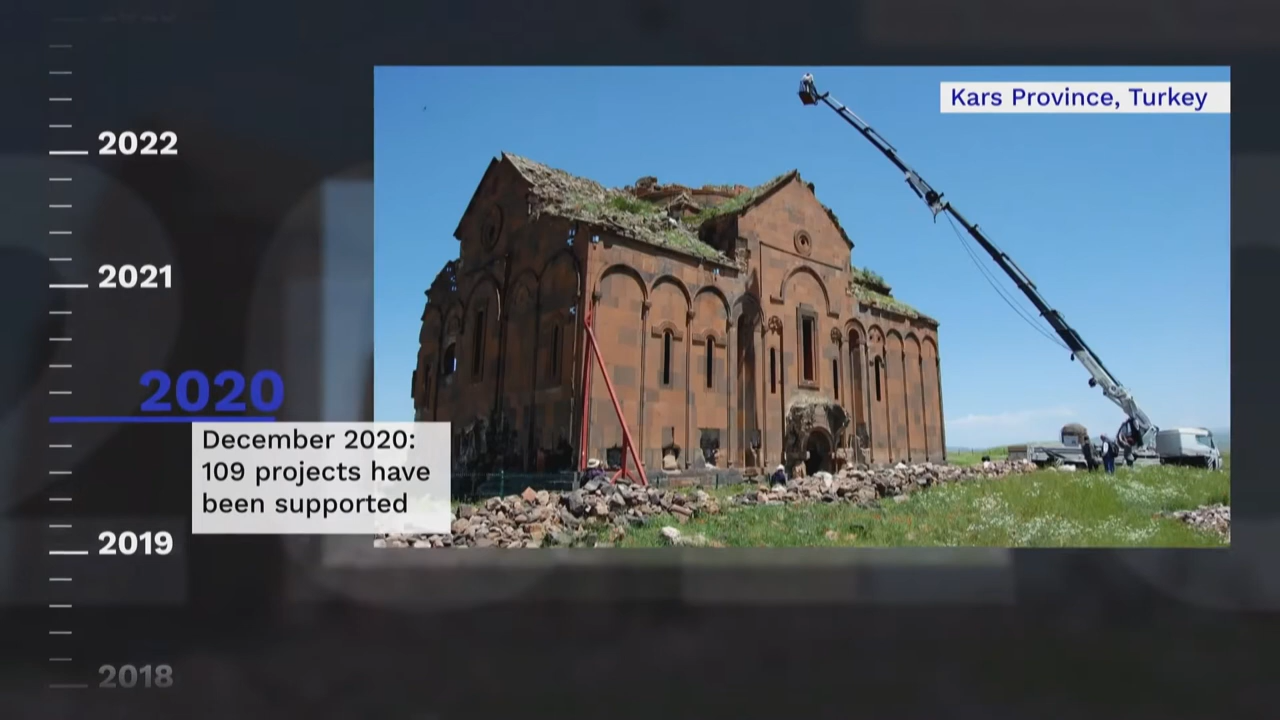 Kars Province, Turkey
2022
2021
2020
December 2020:
109 projects have
been supported
2019
2018